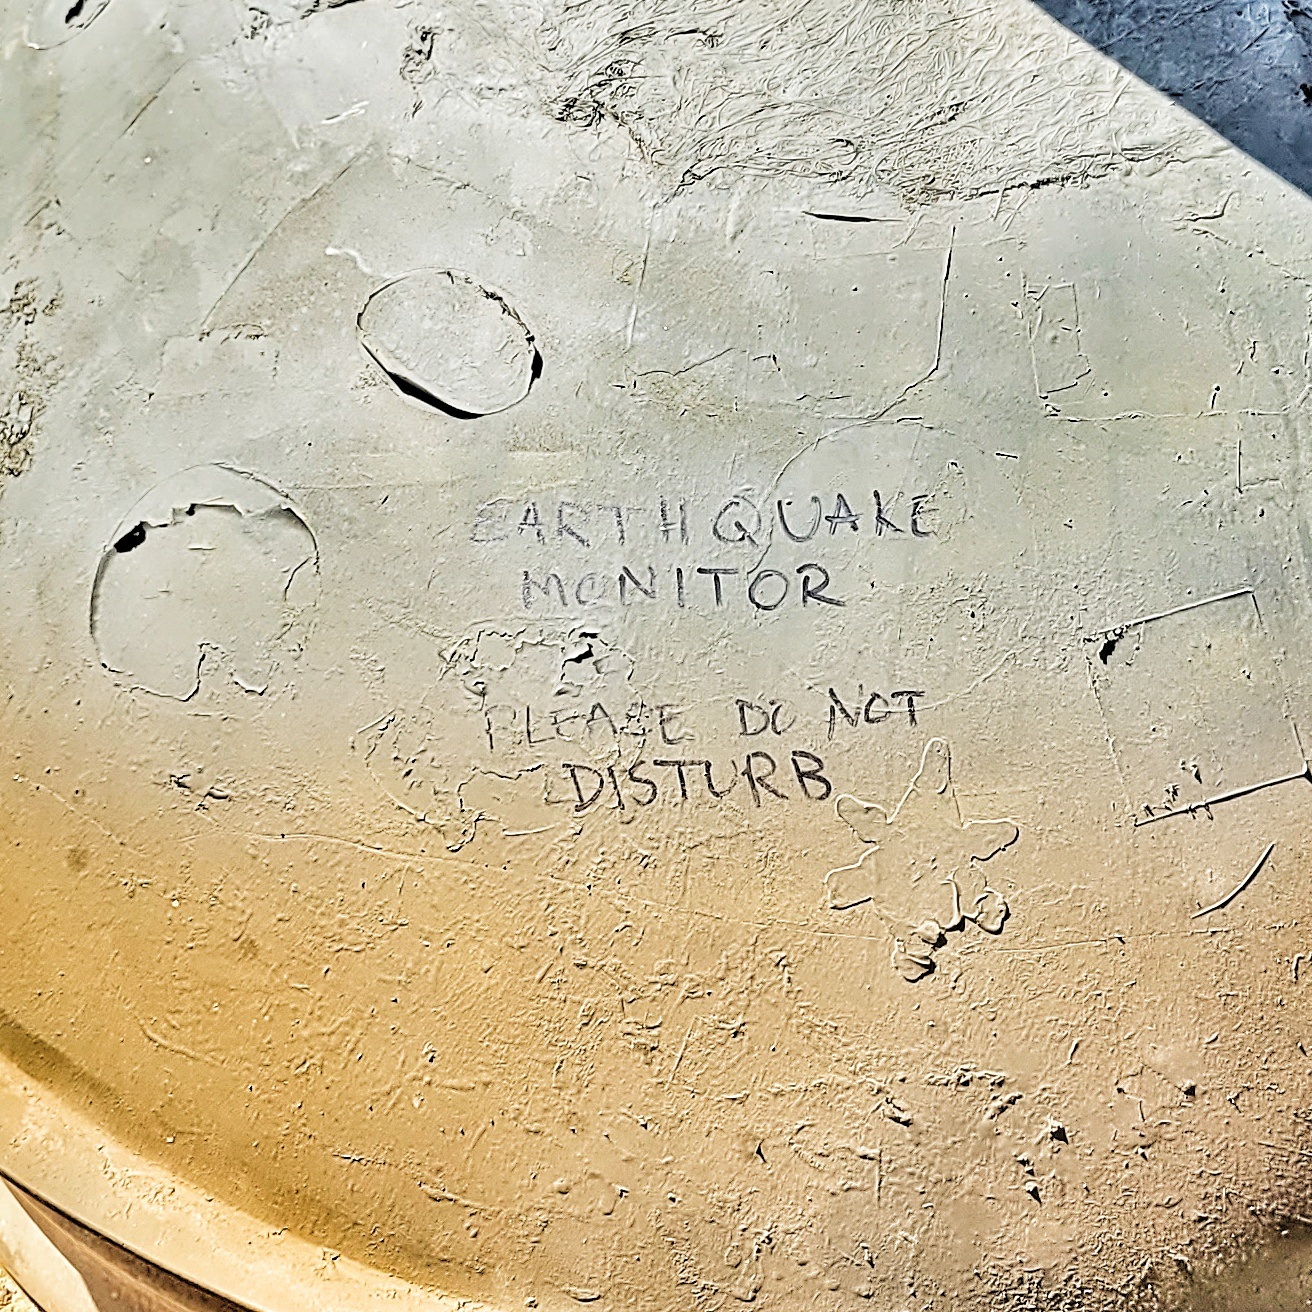 EARTHQUAKE
MONITOR
PLEASE DO NOT
DISTURB